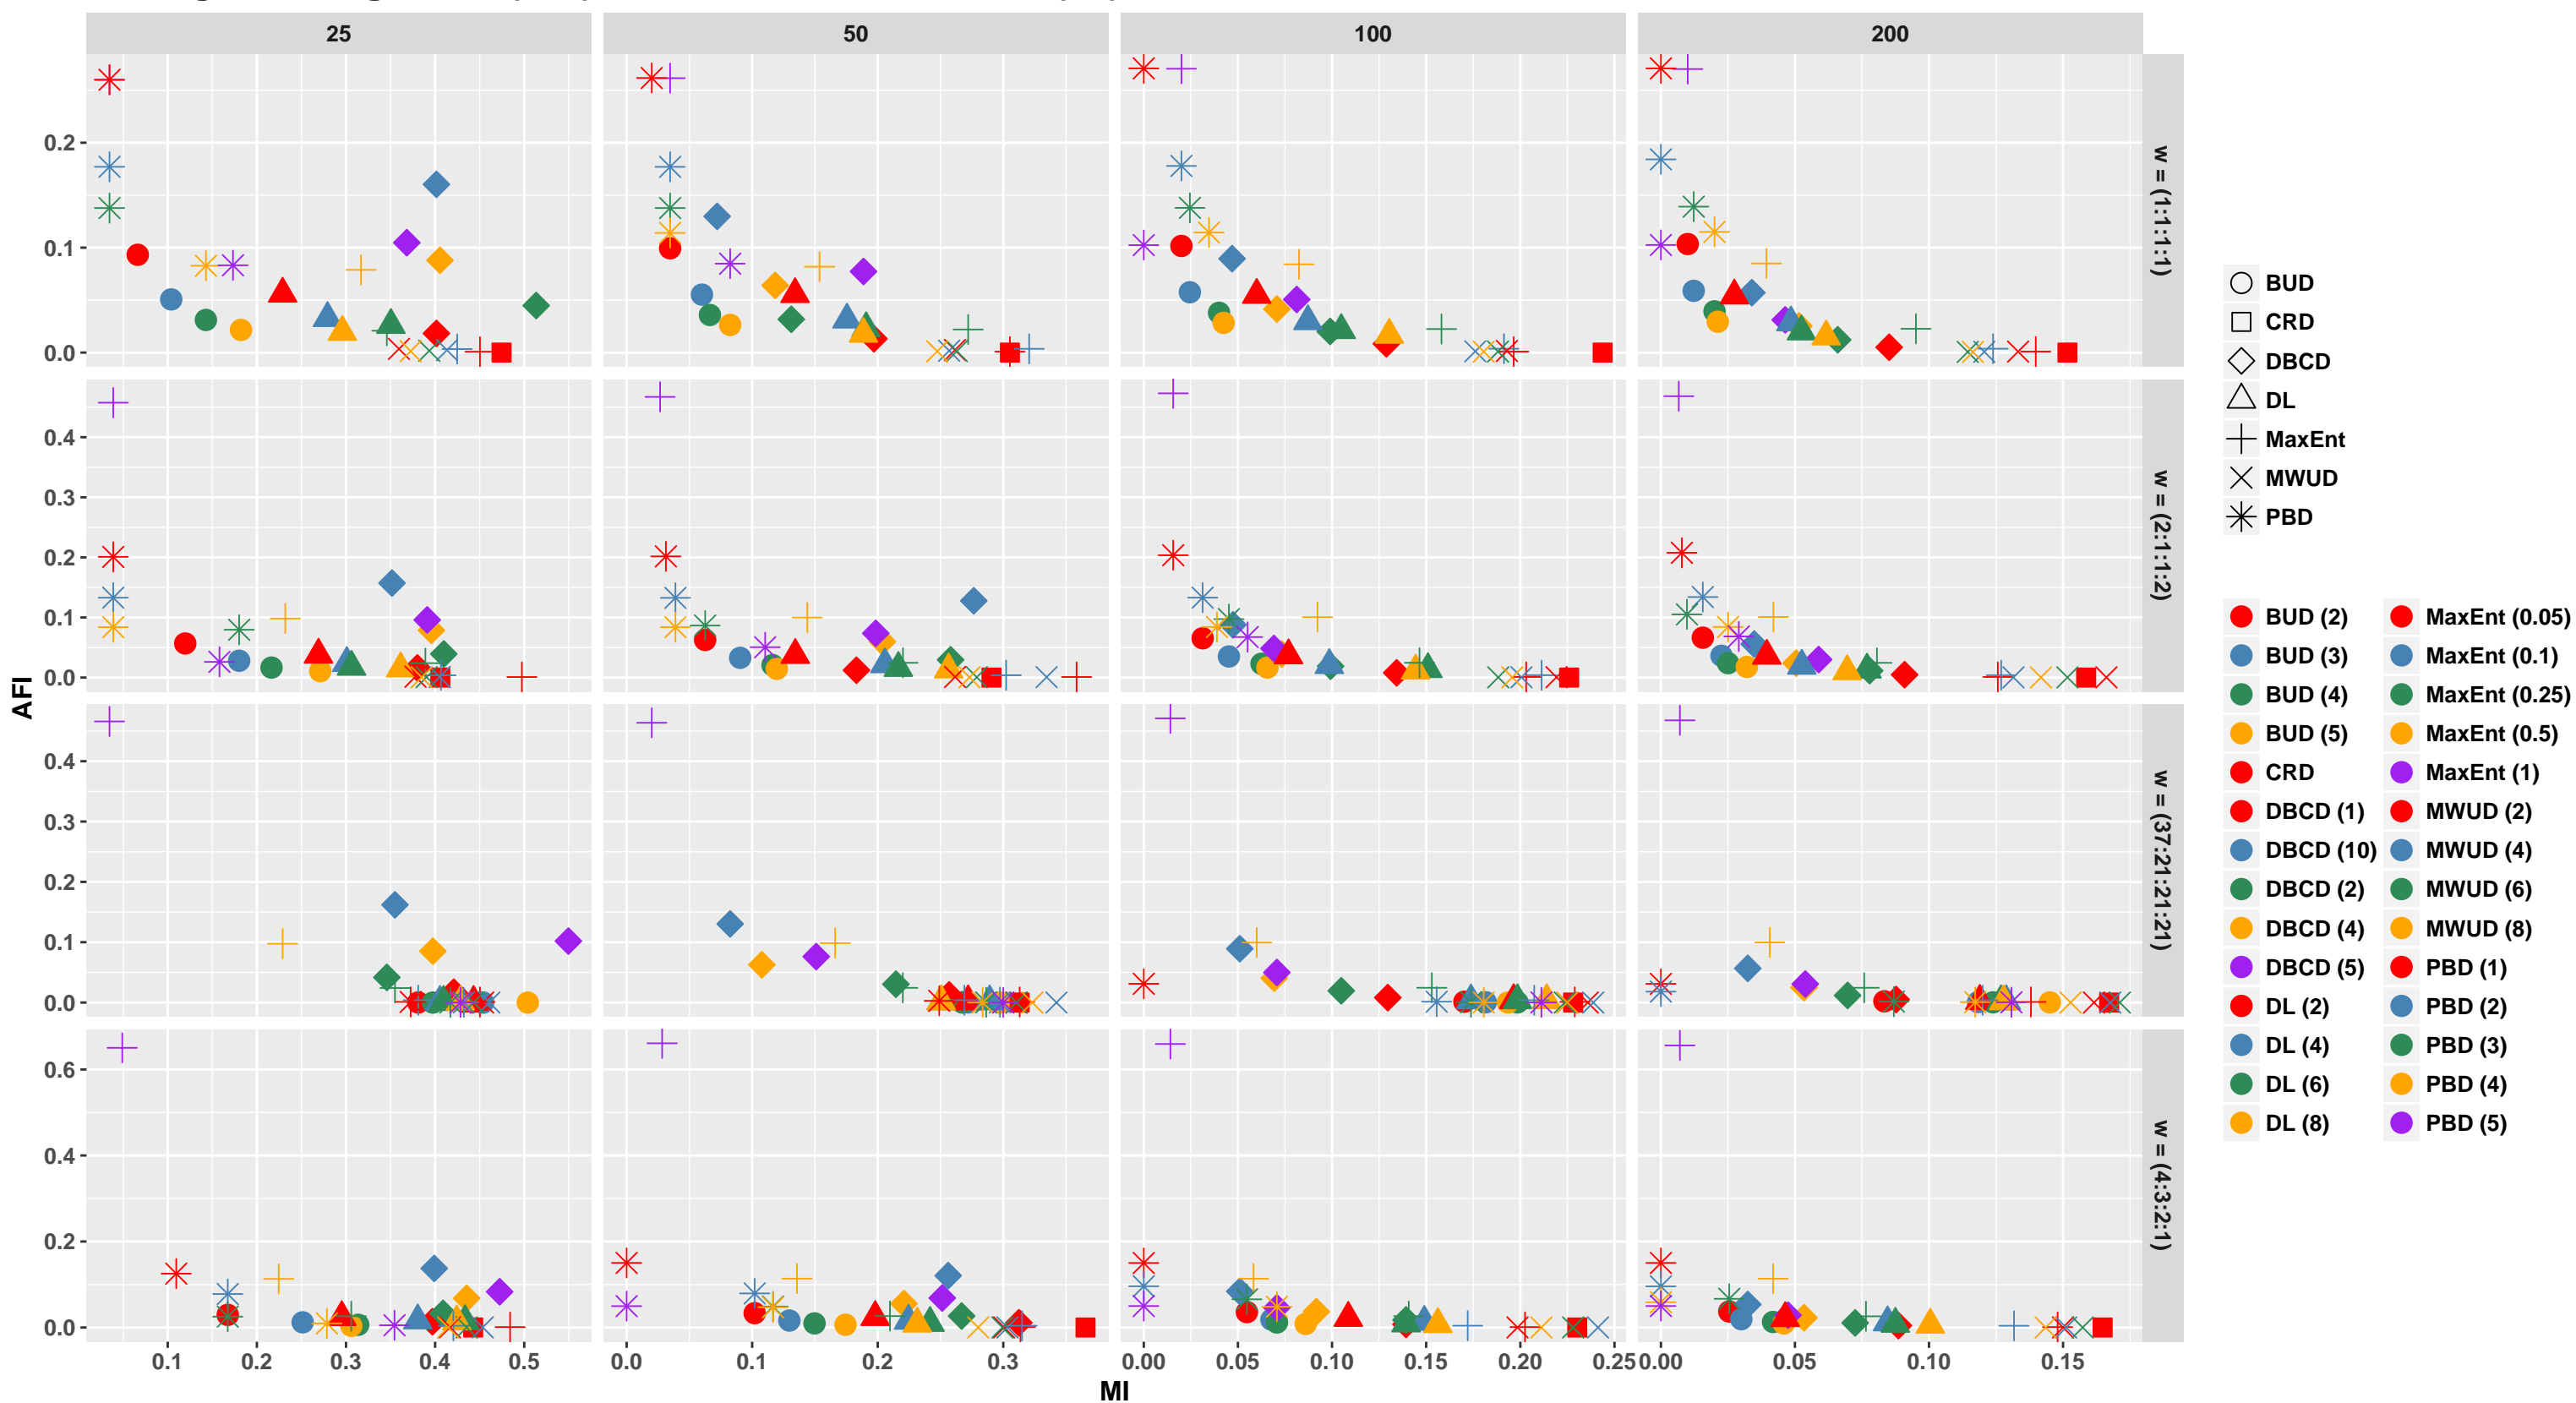 25 50 100 200
0.2
0.1
0.0
w = (1:1:1:1)
0.4
0.3
0.2
0.1
0.0
w = (2:1:1:2)
0.4
0.3
0.2
0.1
0.0
w = (37:21:21:21)
0.6
0.4
0.2
0.0
w = (4:3:2:1)
AFI
0.1 0.2 0.3 0.4 0.5
0.0 0.1 0.2 0.3
0.00 0.05 0.10 0.15 0.20 0.25
0.00 0.05 0.10 0.15
MI
BUD
CRD
DBCD
DL
MaxEnt
MWUD
PBD
BUD (2)
BUD (3)
BUD (4)
BUD (5)
CRD
DBCD (1)
DBCD (10)
DBCD (2)
DBCD (4)
DBCD (5)
DL (2)
DL (4)
DL (6)
DL (8)
MaxEnt (0.05)
MaxEnt (0.1)
MaxEnt (0.25)
MaxEnt (0.5)
MaxEnt (1)
MWUD (2)
MWUD (4)
MWUD (6)
MWUD (8)
PBD (1)
PBD (2)
PBD (3)
PBD (4)
PBD (5)